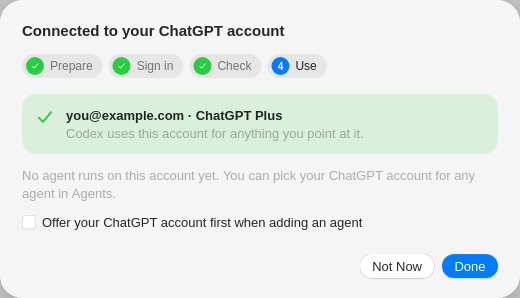 Connected to your ChatGPT account
Prepare
Sign in
Check
4 Use
you@example.com · ChatGPT Plus
Codex uses this account for anything you point at it.
No agent runs on this account yet. You can pick your ChatGPT account for any
agent in Agents.
Offer your ChatGPT account first when adding an agent
Not Now
Done